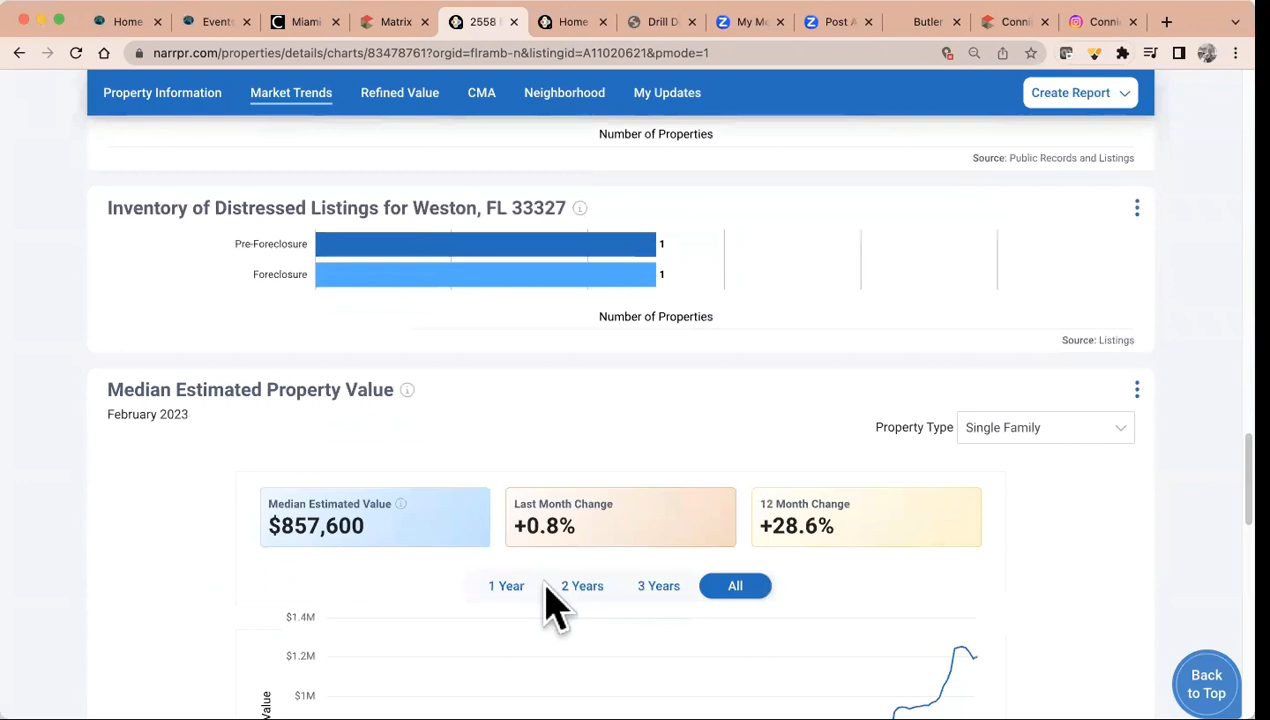 Home
Events
Miami
Matrix
2558
Home
Drill D
My M
Post A
Butler
Conni
Conni
narrpr.com/properties/details/charts/83478761?orgid=flramb-n&listingid=A11020621&pmode=1
Property Information
Market Trends
Refined Value
CMA
Neighborhood
My Updates
Create Report
Number of Properties
Source: Public Records and Listings
Inventory of Distressed Listings for Weston, FL 33327
Pre-Foreclosure
1
Foreclosure
1
Number of Properties
Source: Listings
Median Estimated Property Value
February 2023
Property Type
Single Family
Median Estimated Value
$857,600
Last Month Change
+0.8%
12 Month Change
+28.6%
1 Year
2 Years
3 Years
All
$1.4M
$1.2M
$1M
Value
Back
to Top